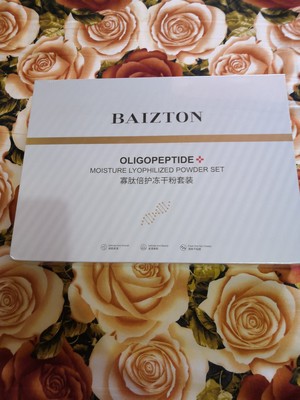 BAIZTON
OLIGOPEPTIDE+
MOISTURE LYOPHILIZED POWDER SET
寡肽倍护冻干粉套装